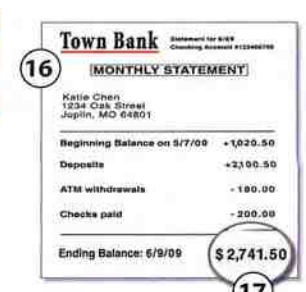 Town Bank Statement for 6/09
Checking Account #123456789
16
MONTHLY STATEMENT
Katie Chen
1234 Oak Street
Joplin, MO 64801
Beginning Balance on 5/7/09 +1,020.50
Deposits +2,100.50
ATM withdrawals - 180.00
Checks paid - 200.00
Ending Balance: 6/9/09 $2,741.50
17